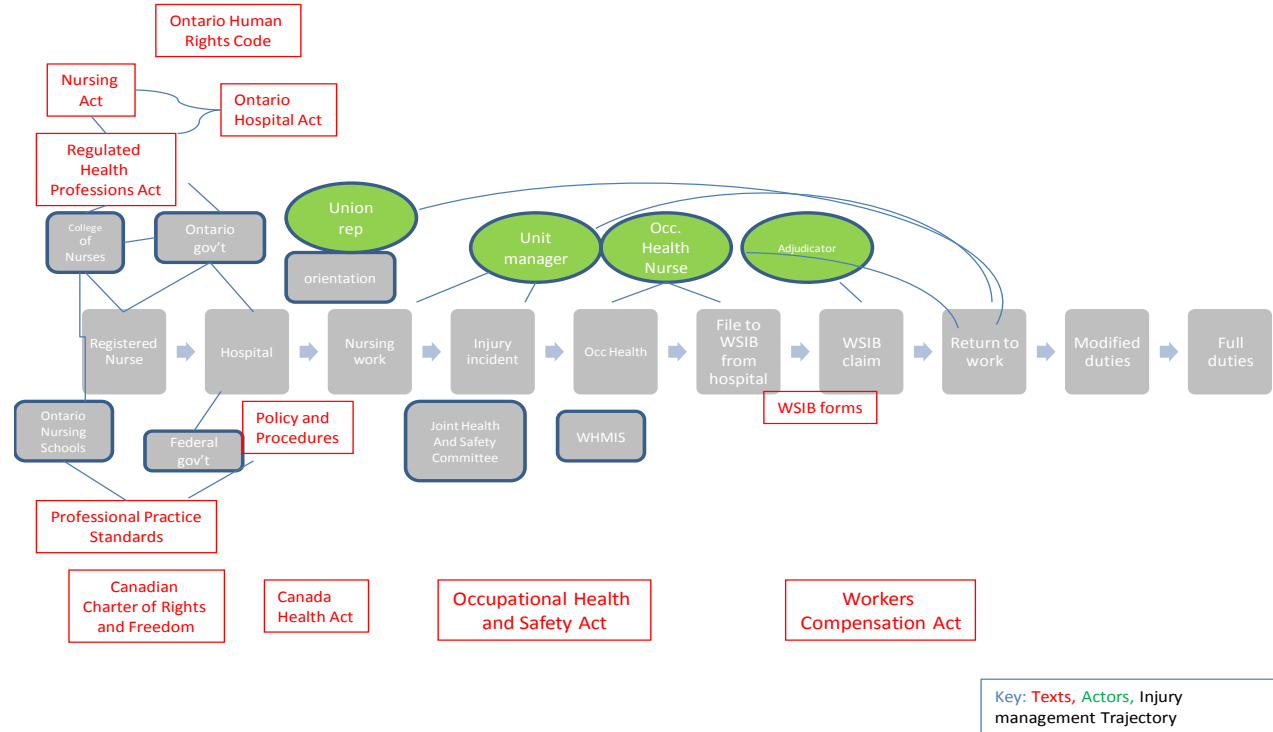 Ontario Human
Rights Code
Nursing
Act
Ontario
Hospital Act
Regulated
Health
Professions Act
College
of
Nurses
Ontario
gov't
Union
rep
orientation
Unit
manager
Occ.
Health
Nurse
Adjudicator
Registered
Nurse
Hospital
Nursing
work
Injury
incident
Occ Health
File to
WSIB
from
hospital
WSIB
claim
Return to
work
Modified
duties
Full
duties
Ontario
Nursing
Schools
Federal
gov't
Policy and
Procedures
Joint Health
And Safety
Committee
WHMIS
WSIB forms
Professional Practice
Standards
Canadian
Charter of Rights
and Freedom
Canada
Health Act
Occupational Health
and Safety Act
Workers
Compensation Act
Key: Texts, Actors, Injury
management Trajectory